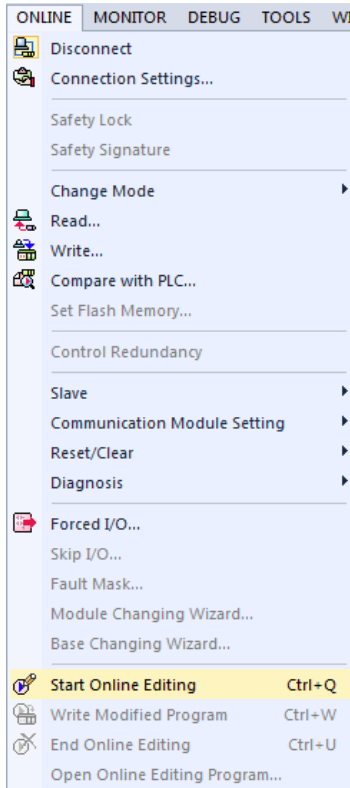 ONLINE MONITOR DEBUG TOOLS
Disconnect
Connection Settings...
Safety Lock
Safety Signature
Change Mode
Read...
Write...
Compare with PLC...
Set Flash Memory...
Control Redundancy
Slave
Communication Module Setting
Reset/Clear
Diagnosis
Forced I/O...
Skip I/O...
Fault Mask...
Module Changing Wizard...
Base Changing Wizard...
Start Online Editing Ctrl+Q
Write Modified Program Ctrl+W
End Online Editing Ctrl+U
Open Online Editing Program...